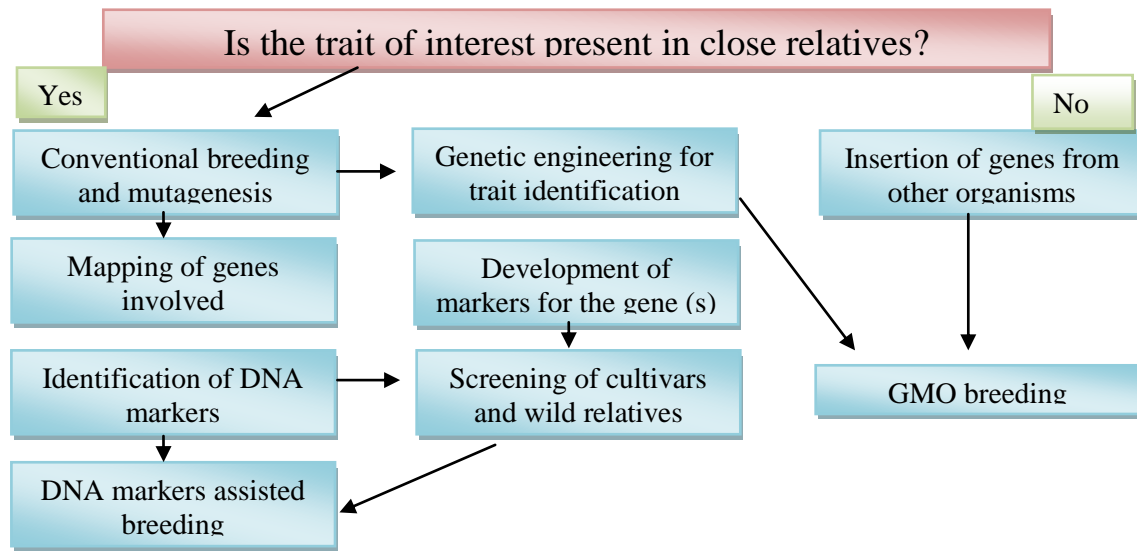 Is the trait of interest present in close relatives?
Yes
No
Conventional breeding
and mutagenesis
Genetic engineering for
trait identification
Insertion of genes from
other organisms
Mapping of genes
involved
Development of
markers for the gene (s)
Identification of DNA
markers
Screening of cultivars
and wild relatives
GMO breeding
DNA markers assisted
breeding